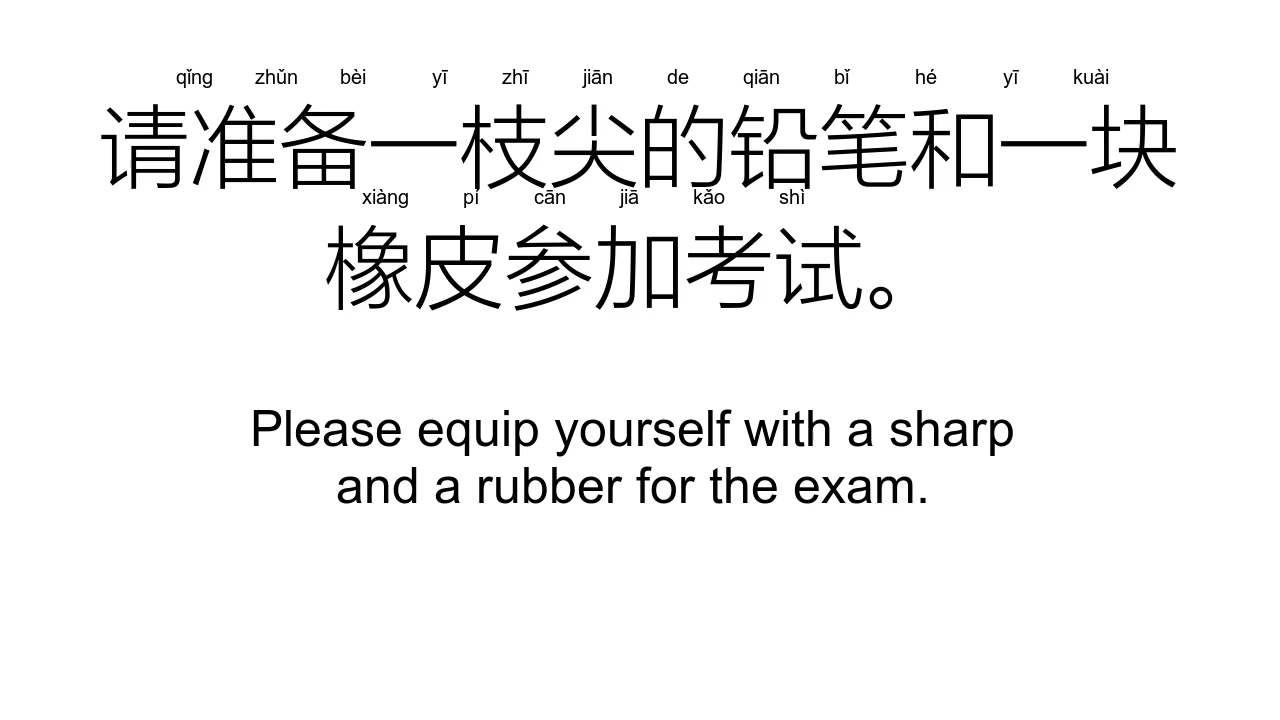 qǐng zhǔn bèi yī zhī jiān de qiān bǐ hé yī kuài
请准备一枝尖的铅笔和一块
xiàng pí cān jiā kǎo shì
橡皮参加考试。
Please equip yourself with a sharp
and a rubber for the exam.